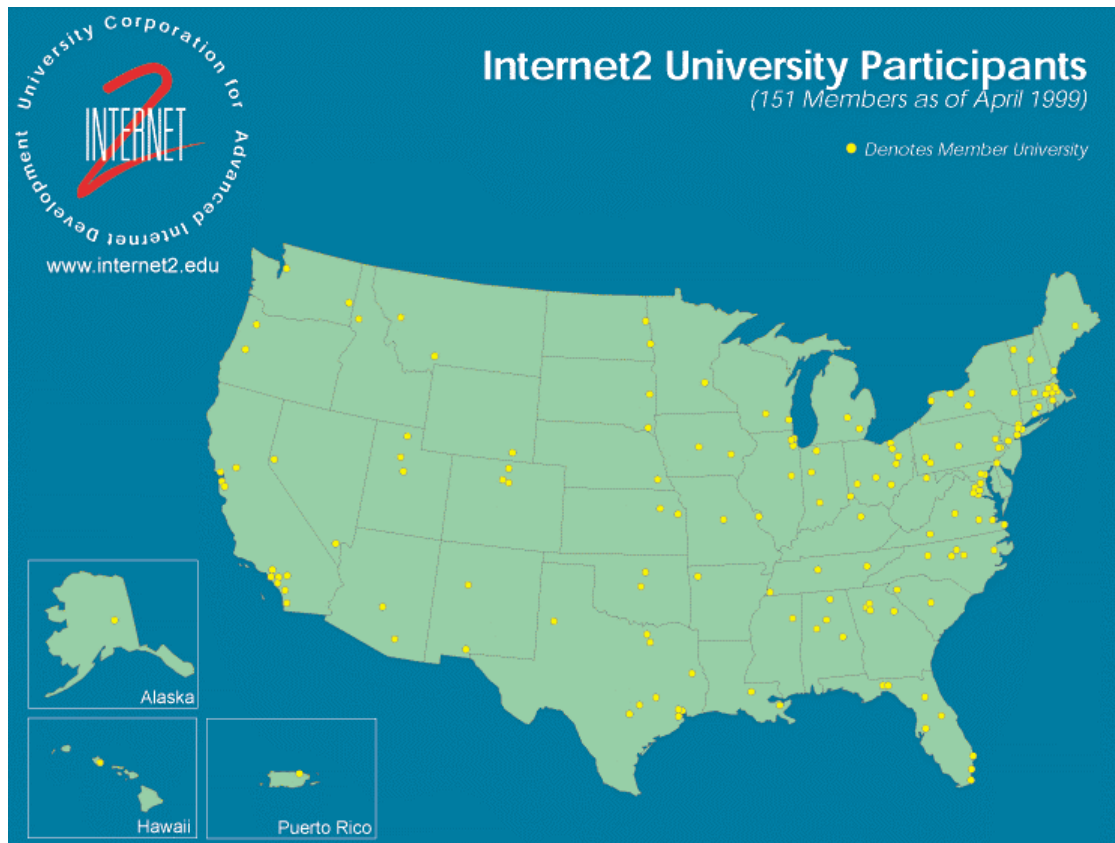 University Corporation for Advanced Internet Development
INTERNET
2
www.internet2.edu
Internet2 University Participants
(151 Members as of April 1999)
Denotes Member University
Alaska
Hawaii
Puerto Rico